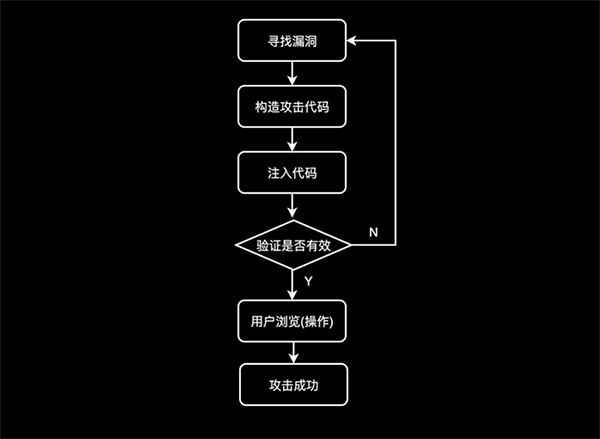 寻找漏洞
构造攻击代码
注入代码
验证是否有效
N
Y
用户浏览(操作)
攻击成功